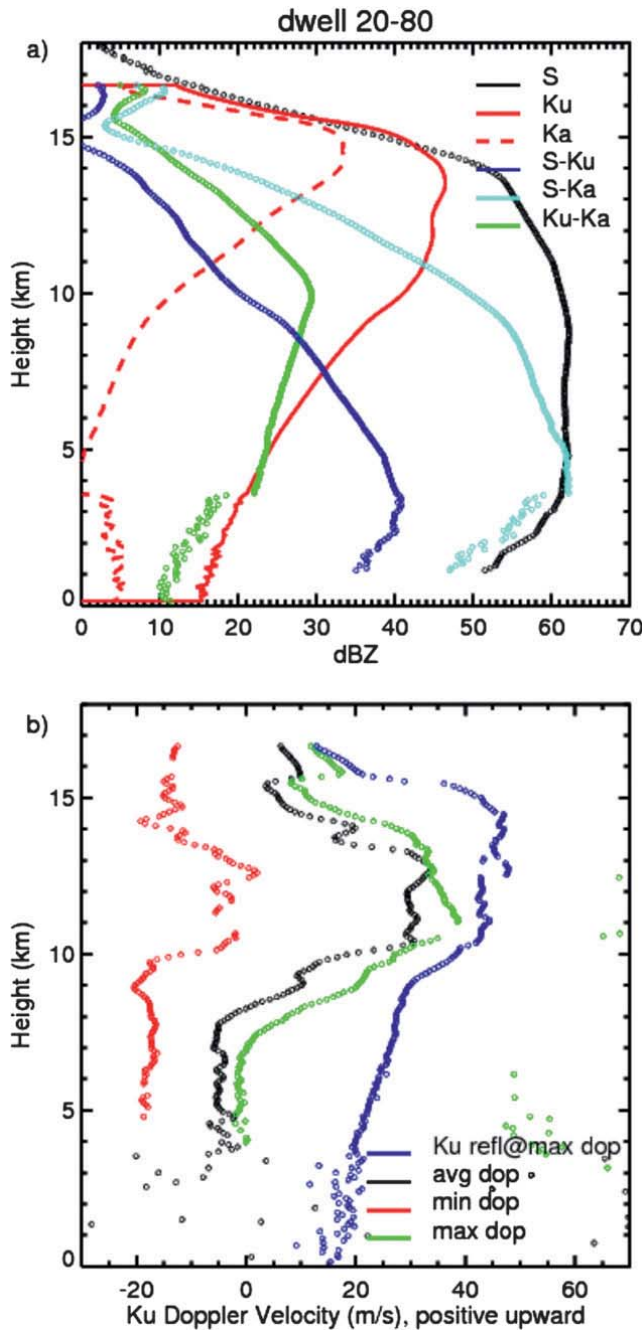 dwell 20-80
a)
S
Ku
Ka
S-Ku
S-Ka
Ku-Ka
15
10
5
0
Height (km)
0 10 20 30 40 50 60 70
dBZ
b)
15
10
5
0
Height (km)
Ku refl@max dop
avg dop
min dop
max dop
-20 0 20 40 60
Ku Doppler Velocity (m/s), positive upward